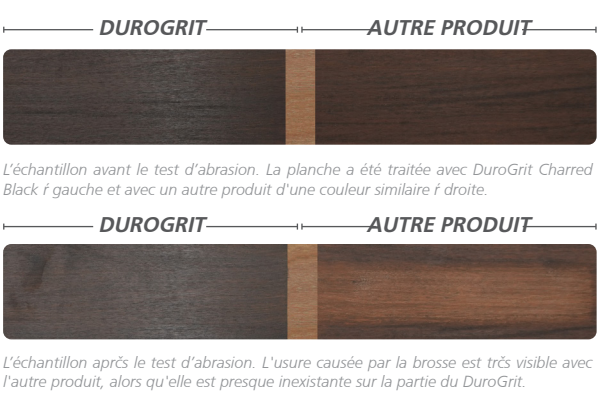 DUROGRIT AUTRE PRODUIT
L’échantillon avant le test d’abrasion. La planche a été traitée avec DuroGrit Charred
Black ŕ gauche et avec un autre produit d'une couleur similaire ŕ droite.
DUROGRIT AUTRE PRODUIT
L’échantillon aprčs le test d’abrasion. L'usure causée par la brosse est trčs visible avec
l'autre produit, alors qu'elle est presque inexistante sur la partie du DuroGrit.